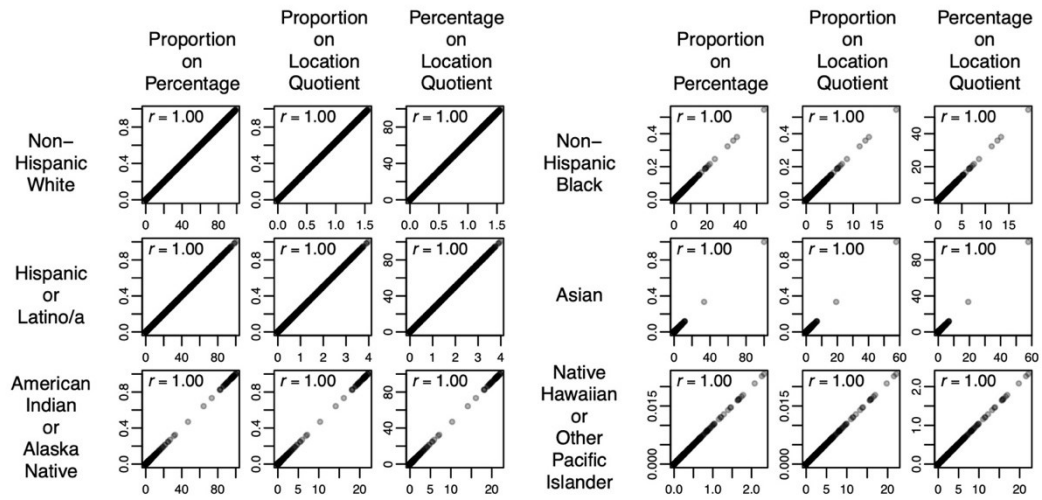 Proportion
on
Percentage
Proportion
on
Location
Quotient
Percentage
on
Location
Quotient
Non−
Hispanic
White
r = 1.00
0.0 0.4 0.8
0 40 80
r = 1.00
0.0 0.4 0.8
0.0 0.5 1.0 1.5
r = 1.00
0 40 80
0.0 0.5 1.0 1.5
Hispanic
or
Latino/a
r = 1.00
0.0 0.4 0.8
0 40 80
r = 1.00
0.0 0.4 0.8
0 1 2 3 4
r = 1.00
0 40 80
0 1 2 3 4
American
Indian
or
Alaska
Native
r = 1.00
0.0 0.4 0.8
0 40 80
r = 1.00
0.0 0.4 0.8
0 5 10 20
r = 1.00
0 40 80
0 5 10 20
Proportion
on
Percentage
Proportion
on
Location
Quotient
Percentage
on
Location
Quotient
Non−
Hispanic
Black
r = 1.00
0.0 0.2 0.4
0 20 40
r = 1.00
0.0 0.2 0.4
0 5 10 15
r = 1.00
0 20 40
0 5 10 15
Asian
r = 1.00
0.0 0.4 0.8
0 40 80
r = 1.00
0.0 0.4 0.8
0 20 40 60
r = 1.00
0 40 80
0 20 40 60
Native
Hawaiian
or
Other
Pacific
Islander
r = 1.00
0.000 0.015
0.0 1.0 2.0
r = 1.00
0.000 0.015
0 5 10 20
r = 1.00
0.0 1.0 2.0
0 5 10 20